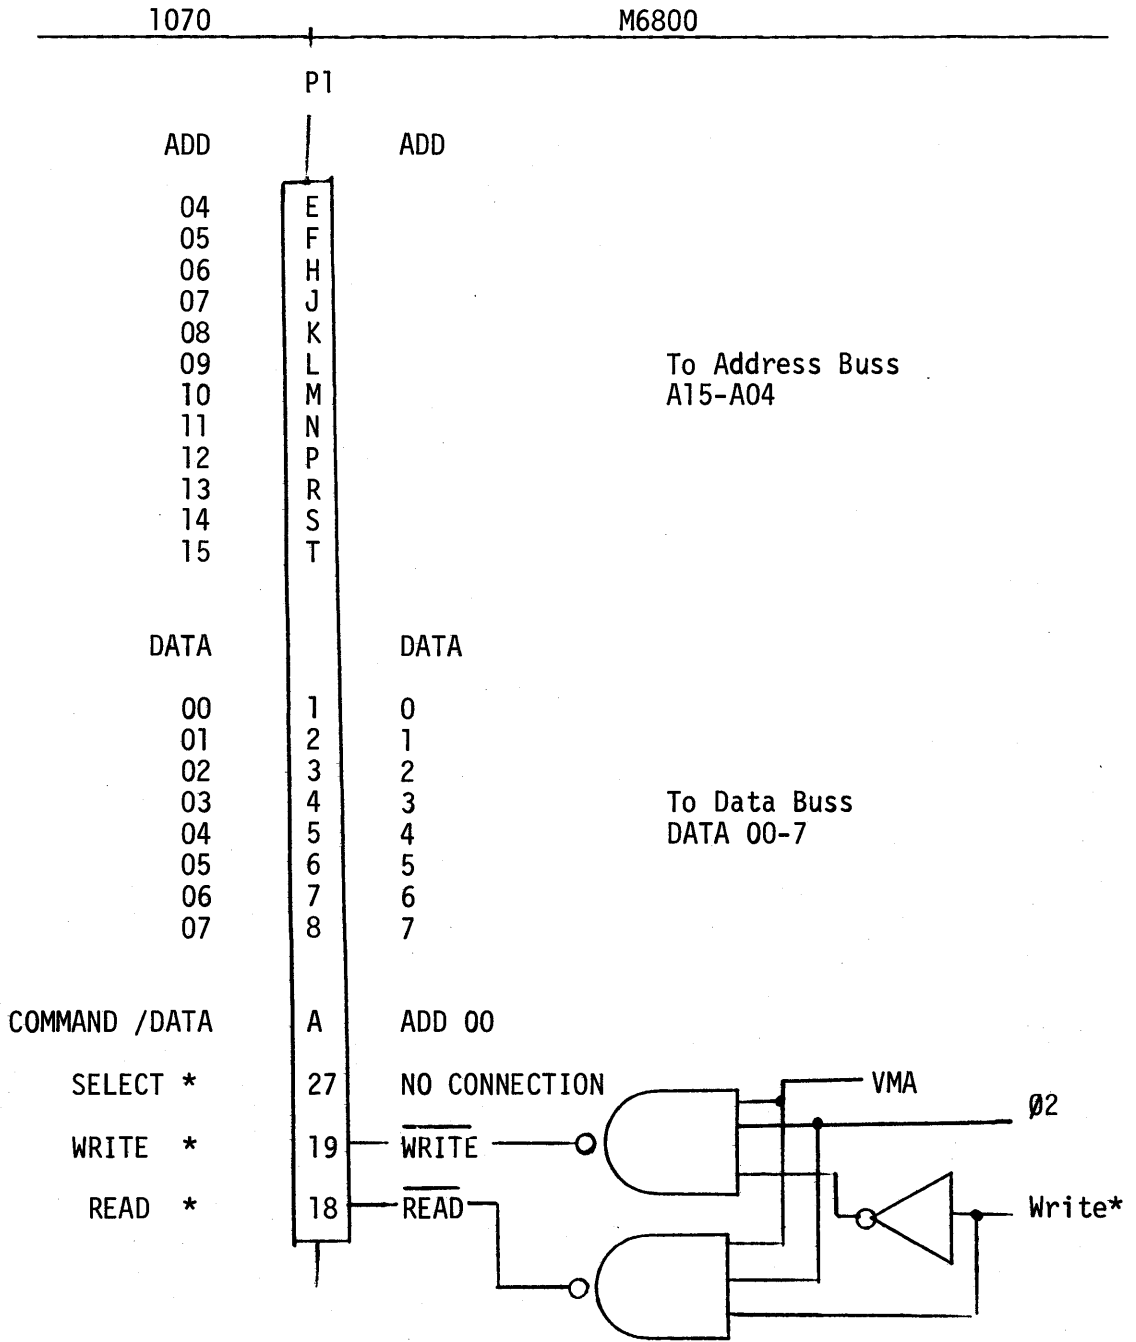 1070 M6800
P1
ADD ADD
04 E
05 F
06 H
07 J
08 K
09 L To Address Buss
10 M A15-A04
11 N
12 P
13 R
14 S
15 T
DATA DATA
00 1 0
01 2 1
02 3 2
03 4 3 To Data Buss
04 5 4 DATA 00-7
05 6 5
06 7 6
07 8 7
COMMAND /DATA A ADD 00
SELECT * 27 NO CONNECTION VMA
Ø2
WRITE * 19 WRITE
READ * 18 READ Write*